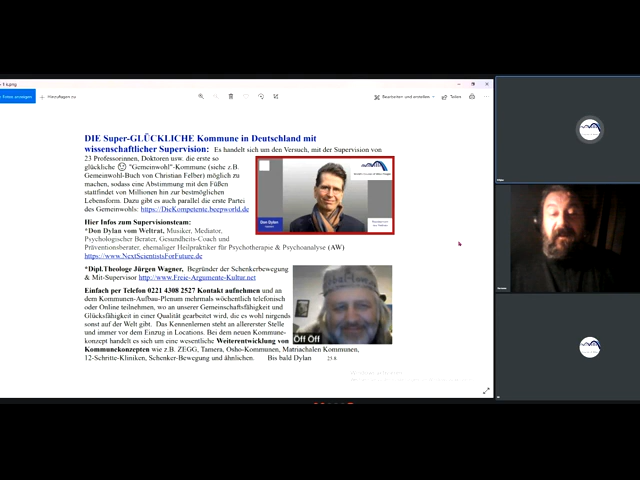 Hinzufügen zu
Bearbeiten und erstellen
Teilen
DIE Super-GLÜCKLICHE Kommune in Deutschland mit
wissenschaftlicher Supervision: Es handelt sich um den Versuch, mit der Supervision von
23 Professorinnen, Doktoren usw. die erste so
glückliche 🙂 "Gemeinwohl"-Kommune (siehe z.B.
Gemeinwohl-Buch von Christian Felber) möglich zu
machen, sodass eine Abstimmung mit den Füßen
stattfindet von Millionen hin zur bestmöglichen
Lebensform. Dazu gibt es auch parallel die erste Partei
des Gemeinwohls: https://DieKompetente.beepworld.de
Don Dylan
Hier Infos zum Supervisionsteam:
*Don Dylan vom Weltrat, Musiker, Mediator,
Psychologischer Berater, Gesundheits-Coach und
Präventionsberater, ehemaliger Heilpraktiker für Psychotherapie & Psychoanalyse (AW)
https://www.NextScientistsForFuture.de
*Dipl.Theologe Jürgen Wagner, Begründer der Schenkerbewegung
& Mit-Supervisor http://www.Freie-Argumente-Kultur.net
Einfach per Telefon 0221 4308 2527 Kontakt aufnehmen und an
dem Kommunen-Aufbau-Plenum mehrmals wöchentlich telefonisch
oder Online teilnehmen, wo an unserer Gemeinschaftsfähigkeit und
Glücksfähigkeit in einer Qualität gearbeitet wird, die es wohl nirgends
sonst auf der Welt gibt. Das Kennenlernen steht an allererster Stelle
und immer vor dem Einzug in Locations. Bei dem neuen Kommune-
konzept handelt es sich um eine wesentliche Weiterentwicklung von
Kommunekonzepten wie z.B. ZEGG, Tamera, Osho-Kommunen, Matriachalen Kommunen,
12-Schritte-Kliniken, Schenker-Bewegung und ähnlichen. Bis bald Dylan 25.8
Off Off